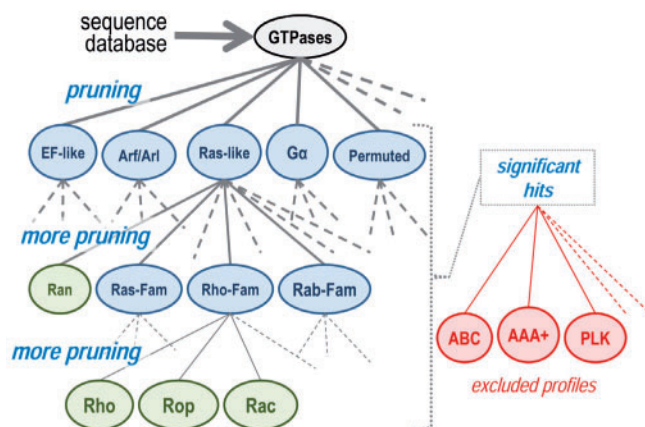 sequence
database
GTPases
pruning
EF-like
Arf/Arl
Ras-like
Gα
Permuted
significant
hits
more pruning
Ran
Ras-Fam
Rho-Fam
Rab-Fam
ABC
AAA+
PLK
more pruning
excluded profiles
Rho
Rop
Rac